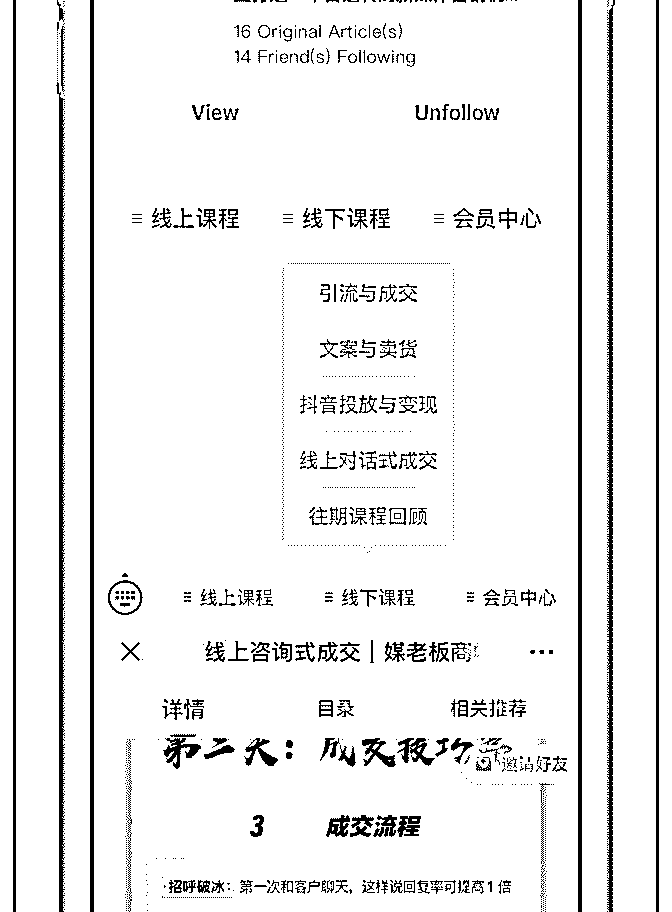 16 Original Article(s)
14 Friend(s) Following
View Unfollow
≡ 线上课程 ≡ 线下课程 ≡ 会员中心
引流与成交
文案与卖货
抖音投放与变现
线上对话式成交
往期课程回顾
≡ 线上课程 ≡ 线下课程 ≡ 会员中心
线上咨询式成交 | 媒老板商
详情 目录 相关推荐
第二天：成交技巧
邀请好友
3 成交流程
·招呼破冰：第一次和客户聊天，这样说回复率可提高1倍